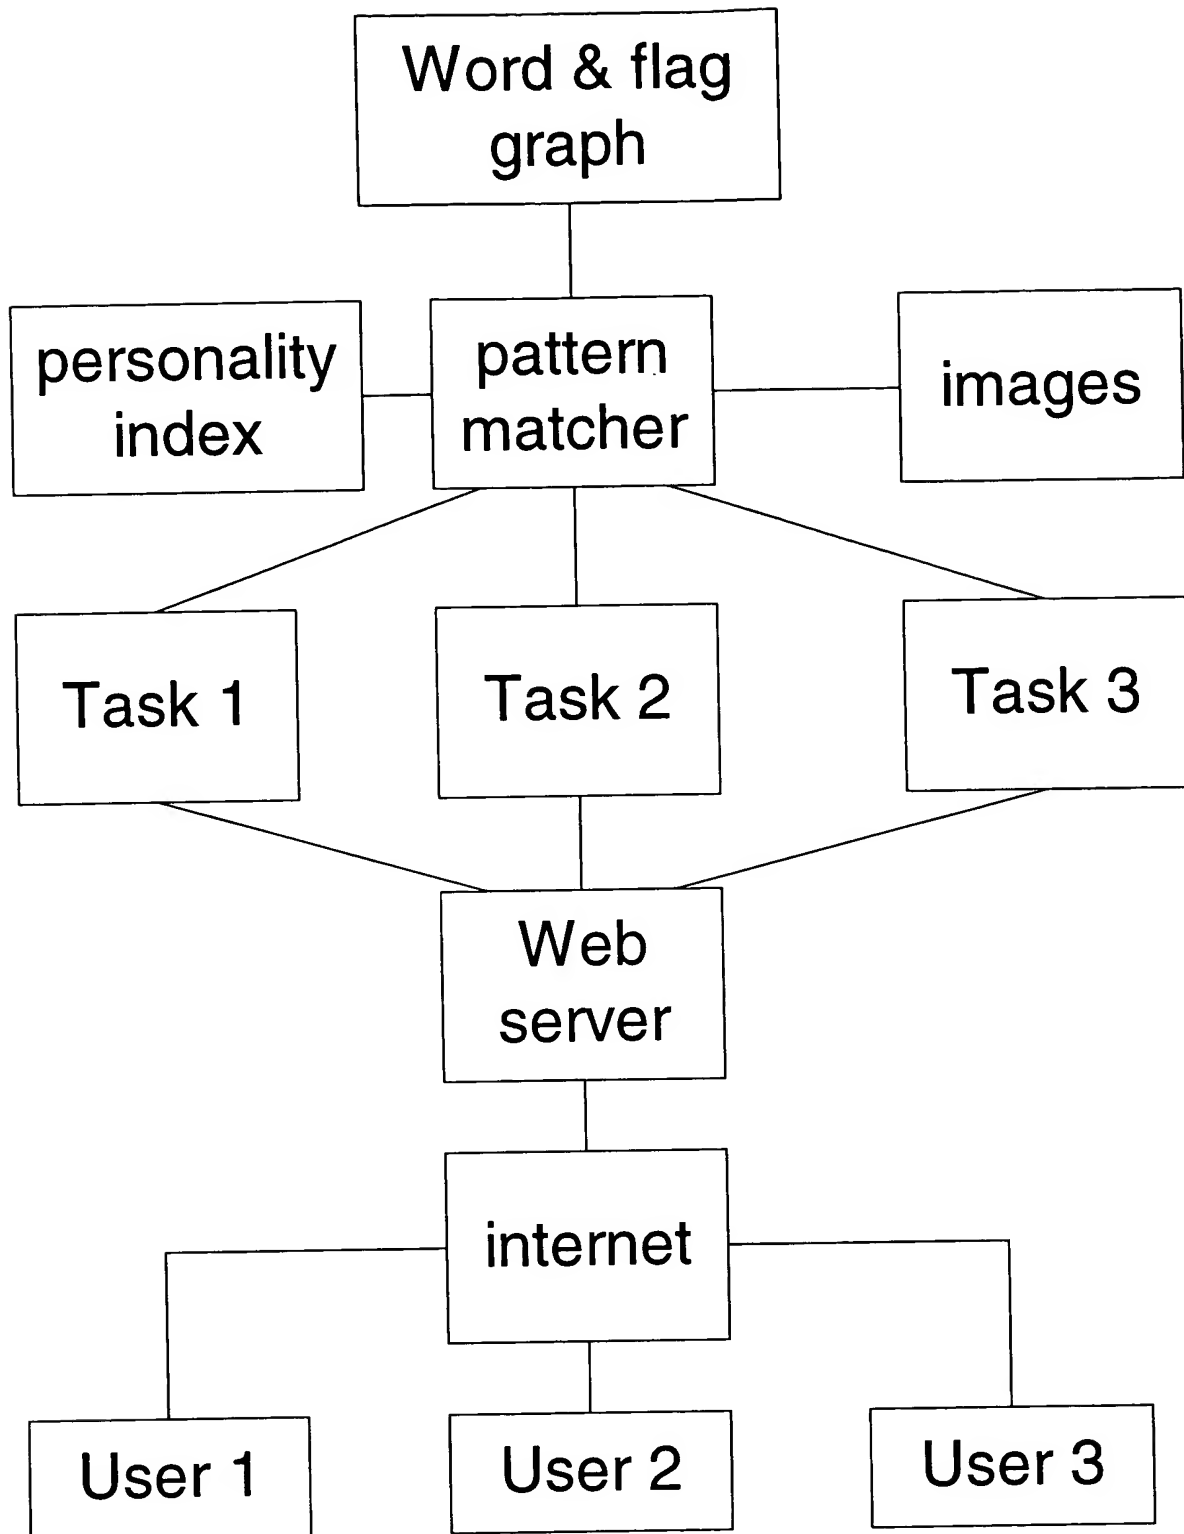 Word & flag
graph
personality
index
pattern
matcher
images
Task 1
Task 2
Task 3
Web
server
internet
User 1
User 2
User 3